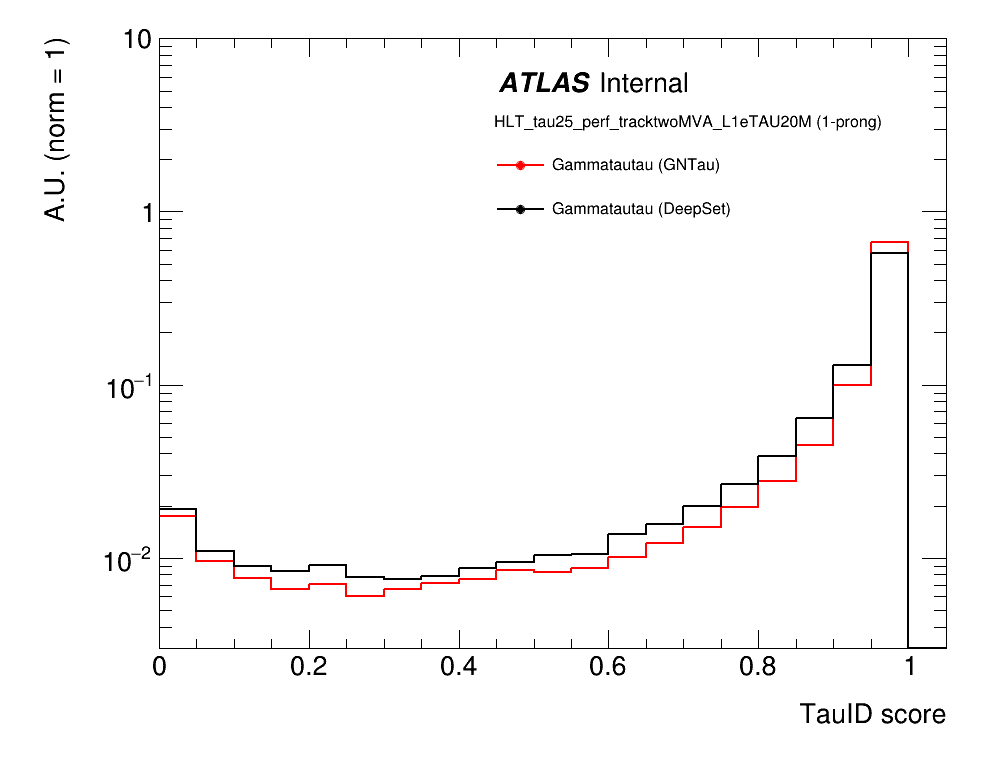 A.U. (norm = 1)
10
1
10⁻¹
10⁻²
ATLAS Internal
HLT_tau25_perf_tracktwoMVA_L1eTAU20M (1-prong)
Gammatautau (GNTau)
Gammatautau (DeepSet)
0 0.2 0.4 0.6 0.8 1
TauID score